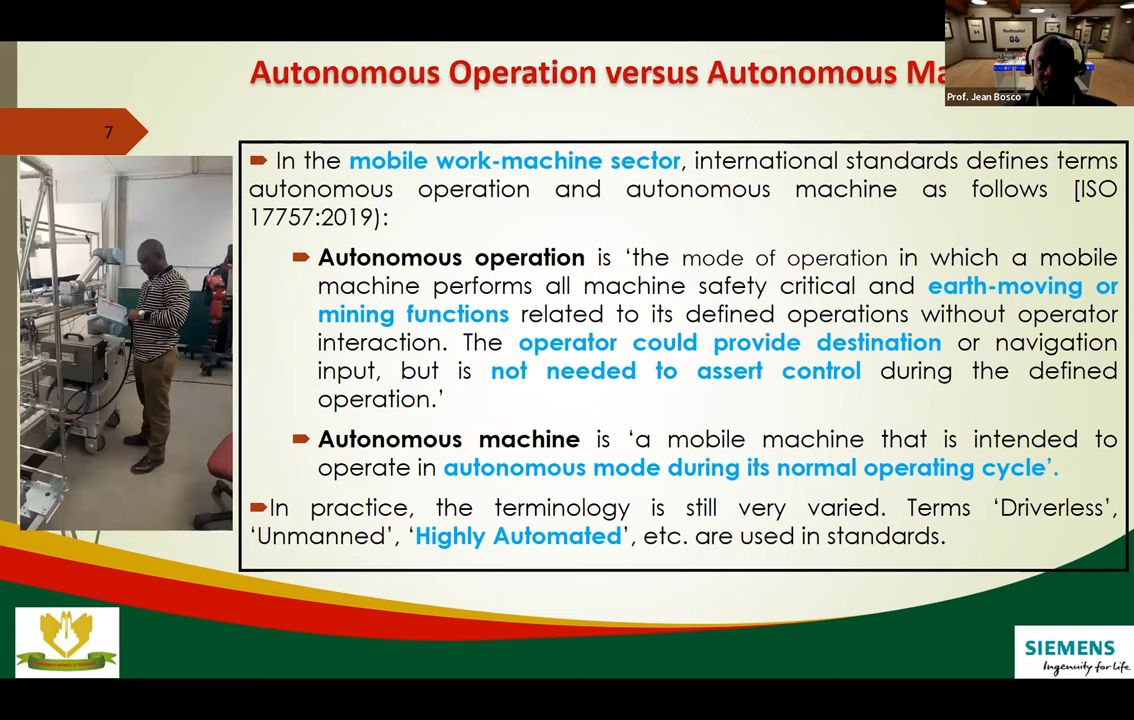 Autonomous Operation versus Autonomous Ma
Prof. Jean Bosco
7
In the mobile work-machine sector, international standards defines terms
autonomous operation and autonomous machine as follows [ISO
17757:2019):
Autonomous operation is ‘the mode of operation in which a mobile
machine performs all machine safety critical and earth-moving or
mining functions related to its defined operations without operator
interaction. The operator could provide destination or navigation
input, but is not needed to assert control during the defined
operation.’
Autonomous machine is ‘a mobile machine that is intended to
operate in autonomous mode during its normal operating cycle’.
In practice, the terminology is still very varied. Terms ‘Driverless’,
‘Unmanned’, ‘Highly Automated’, etc. are used in standards.
SIEMENS
Ingenuity for life